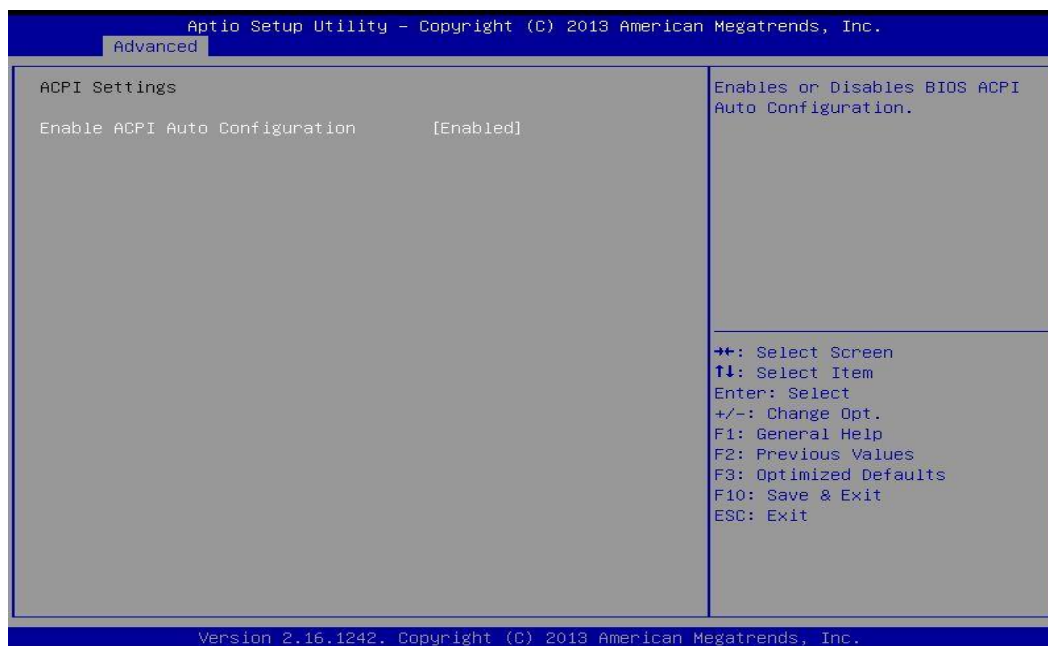 Aptio Setup Utility – Copyright (C) 2013 American Megatrends, Inc.
Advanced
ACPI Settings
Enable ACPI Auto Configuration [Enabled]
Enables or Disables BIOS ACPI
Auto Configuration.
→←: Select Screen
↑↓: Select Item
Enter: Select
+/-: Change Opt.
F1: General Help
F2: Previous Values
F3: Optimized Defaults
F10: Save & Exit
ESC: Exit
Version 2.16.1242. Copyright (C) 2013 American Megatrends, Inc.